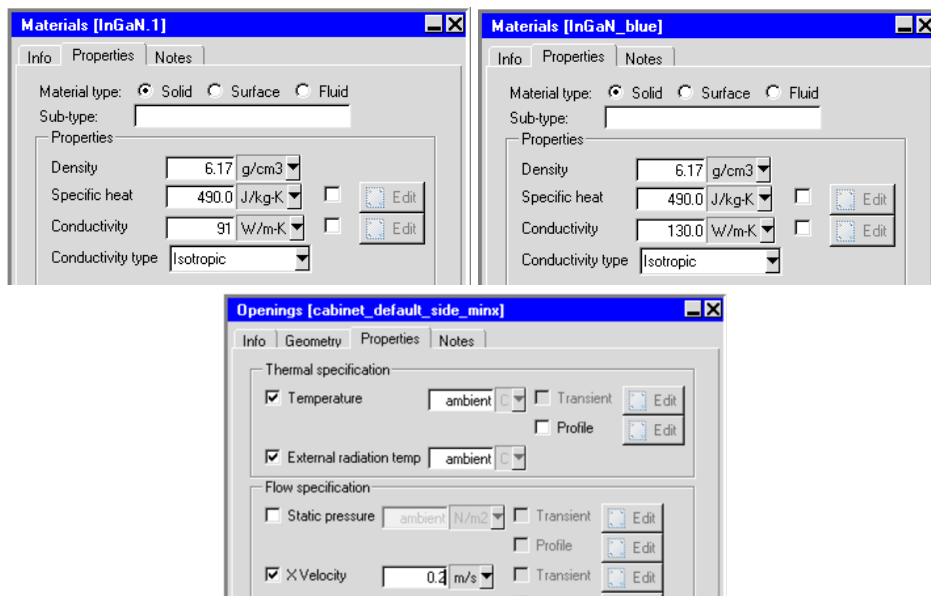 Materials [InGaN.1]
Info Properties Notes
Material type: Solid Surface Fluid
Sub-type:
Properties
Density 6.17 g/cm3
Specific heat 490.0 J/kg-K Edit
Conductivity 91 W/m-K Edit
Conductivity type Isotropic
Materials [InGaN_blue]
Info Properties Notes
Material type: Solid Surface Fluid
Sub-type:
Properties
Density 6.17 g/cm3
Specific heat 490.0 J/kg-K Edit
Conductivity 130.0 W/m-K Edit
Conductivity type Isotropic
Openings [cabinet_default_side_minx]
Info Geometry Properties Notes
Thermal specification
Temperature ambient C Transient Edit
Profile Edit
External radiation temp ambient C
Flow specification
Static pressure ambient N/m2 Transient Edit
Profile Edit
X Velocity 0.2 m/s Transient Edit